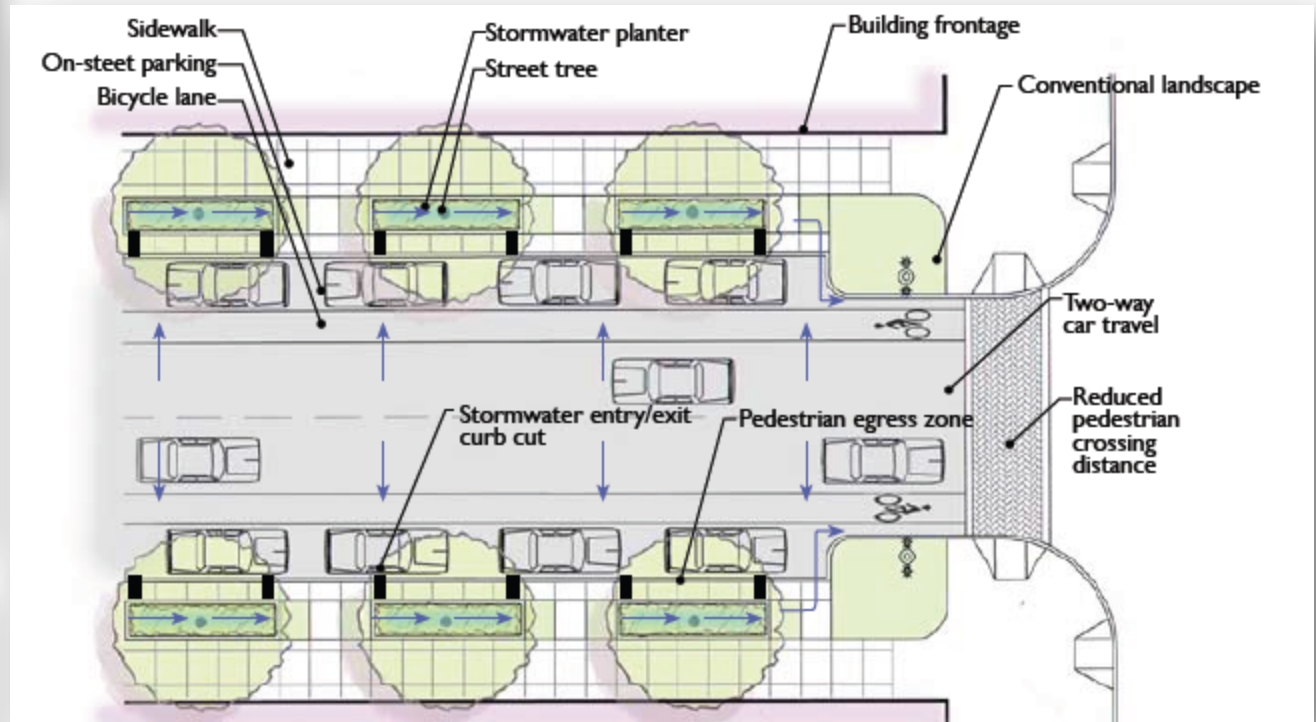 Sidewalk
On-steet parking
Bicycle lane
Stormwater planter
Street tree
Building frontage
Conventional landscape
Two-way
car travel
Stormwater entry/exit
curb cut
Pedestrian egress zone
Reduced
pedestrian
crossing
distance